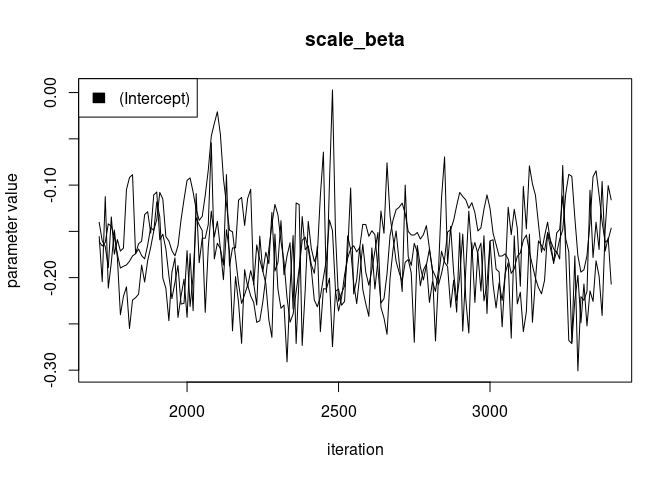 scale_beta
(Intercept)
0.00
-0.10
-0.20
-0.30
parameter value
2000 2500 3000
iteration